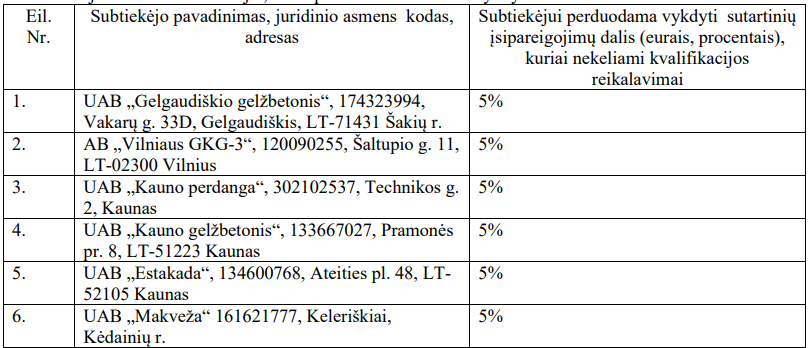 Eil. Nr.
Subtiekėjo pavadinimas, juridinio asmens kodas, adresas
Subtiekėjui perduodama vykdyti sutartinių įsipareigojimų dalis (eurais, procentais), kuriai nekeliami kvalifikacijos reikalavimai
1.
UAB „Gelgaudiškio gelžbetonis“, 174323994,
Vakarų g. 33D, Gelgaudiškis, LT-71431 Šakių r.
5%
2.
AB „Vilniaus GKG-3“, 120090255, Šaltupio g. 11,
LT-02300 Vilnius
5%
3.
UAB „Kauno perdanga“, 302102537, Technikos g.
2, Kaunas
5%
4.
UAB „Kauno gelžbetonis“, 133667027, Pramonės
pr. 8, LT-51223 Kaunas
5%
5.
UAB „Estakada“, 134600768, Ateities pl. 48, LT-
52105 Kaunas
5%
6.
UAB „Makveža“ 161621777, Keleriškiai,
Kėdainių r.
5%